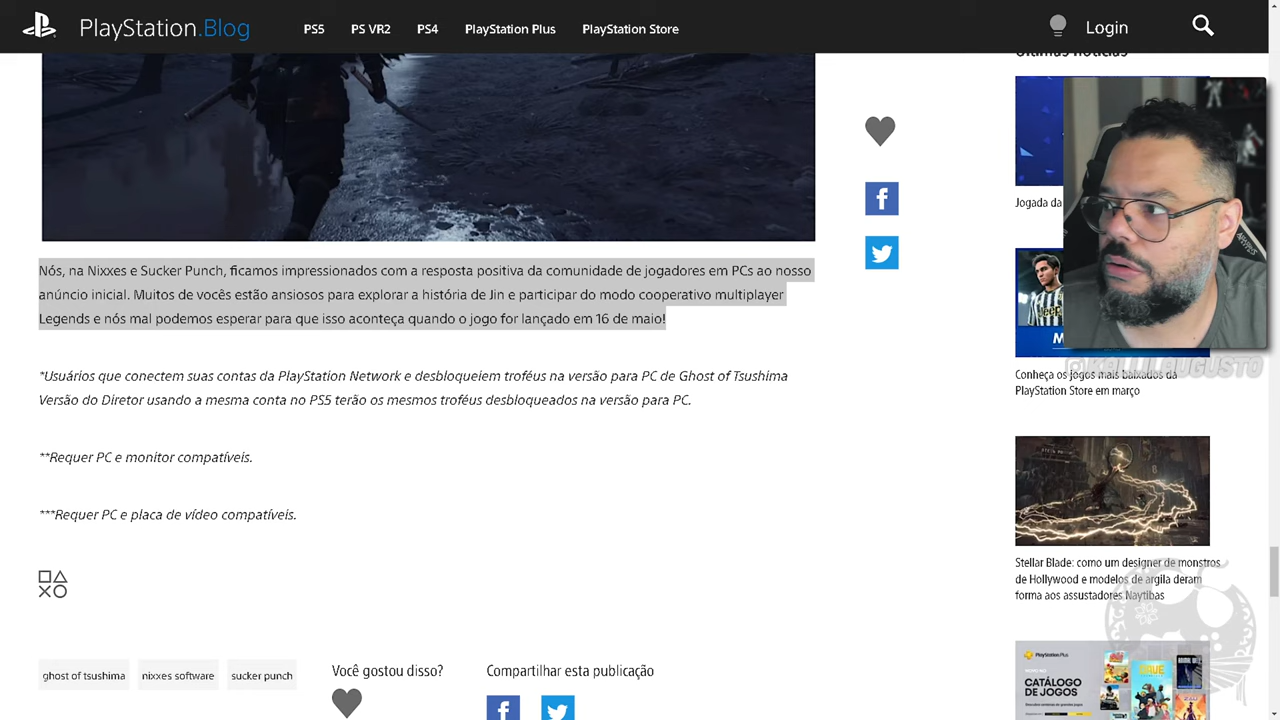 PlayStation.Blog
PS5
PS VR2
PS4
PlayStation Plus
PlayStation Store
Login
Últimas notícias
Jogada da
Nós, na Nixxes e Sucker Punch, ficamos impressionados com a resposta positiva da comunidade de jogadores em PCs ao nosso
anúncio inicial. Muitos de vocês estão ansiosos para explorar a história de Jin e participar do modo cooperativo multiplayer
Legends e nós mal podemos esperar para que isso aconteça quando o jogo for lançado em 16 de maio!
*Usuários que conectem suas contas da PlayStation Network e desbloqueiem troféus na versão para PC de Ghost of Tsushima
Versão do Diretor usando a mesma conta no PS5 terão os mesmos troféus desbloqueados na versão para PC.
Conheça os jogos mais baixados da
PlayStation Store em março
**Requer PC e monitor compatíveis.
***Requer PC e placa de vídeo compatíveis.
Stellar Blade: como um designer de monstros
de Hollywood e modelos de argila deram
forma aos assustadores Naytibas
ghost of tsushima
nixxes software
sucker punch
Você gostou disso?
Compartilhar esta publicação
PlayStation Plus
CATÁLOGO
DE JOGOS